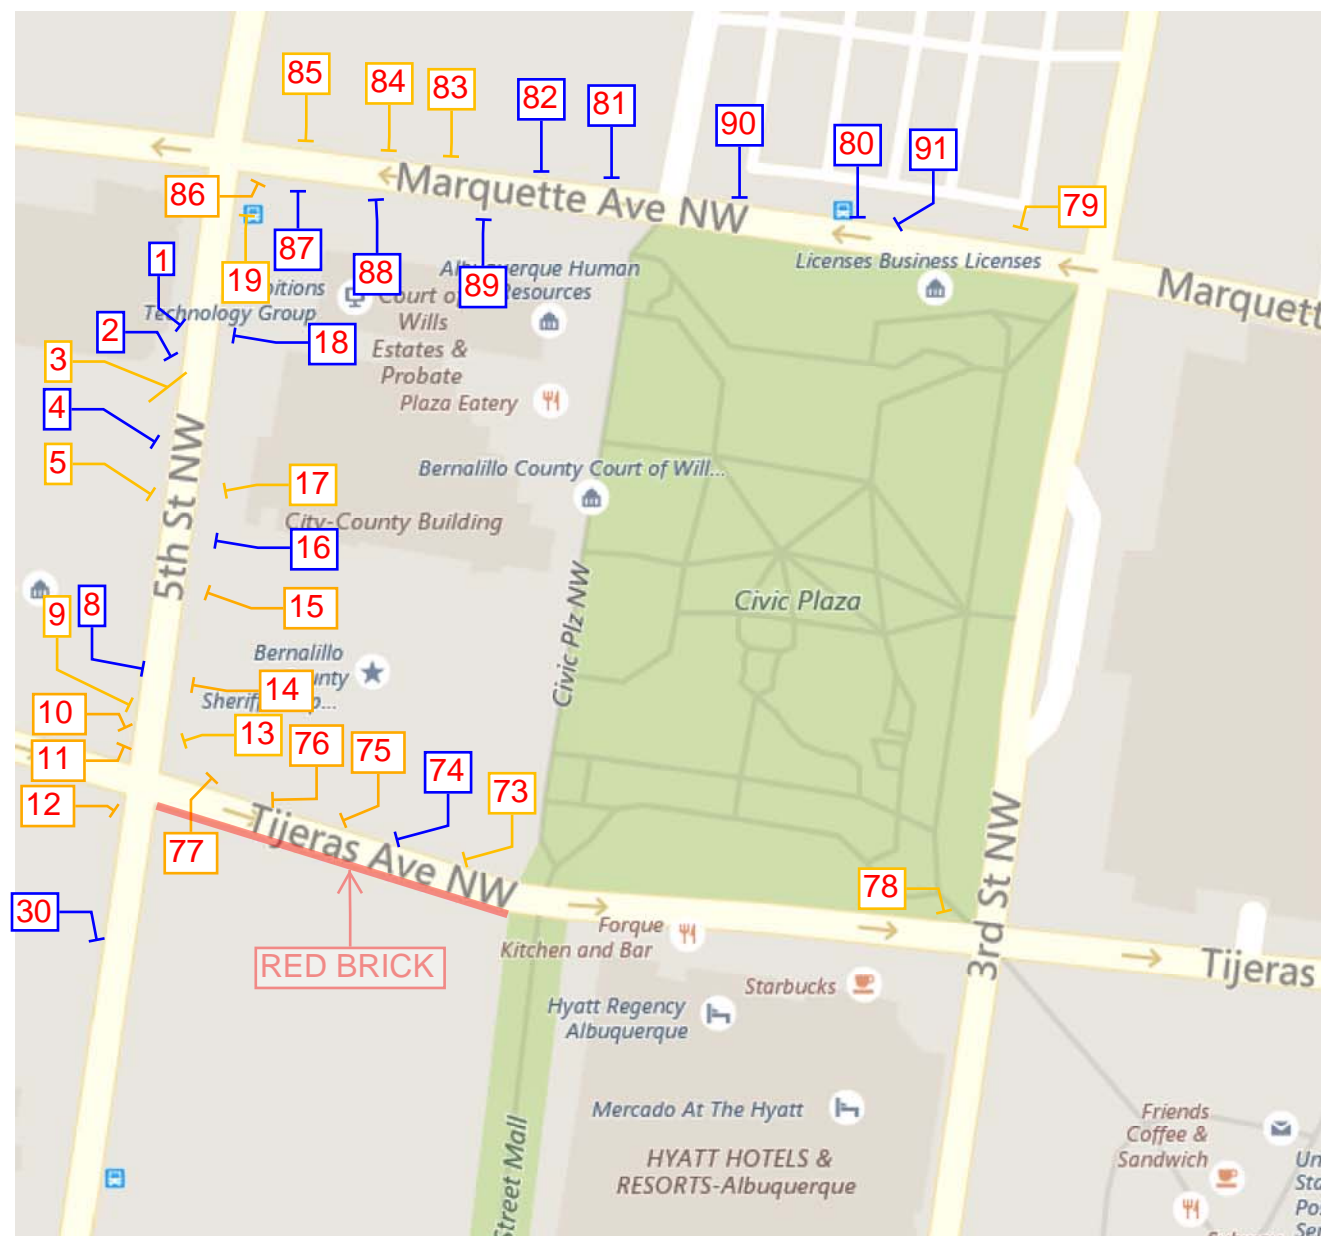 85
84
83
82
81
90
80
91
79
86
Marquette Ave NW
87
88
89
19
1
2
3
4
5
18
Technology Group
Court of
Wills
Estates &
Probate
Plaza Eatery
Albuquerque Human
Resources
Licenses Business Licenses
Marquett
Bernalillo County Court of Will...
17
City-County Building
16
15
5th St NW
Civic Plz NW
Civic Plaza
9
8
Bernalillo
14
10
11
12
13
76
75
74
73
77
Tijeras Ave NW
78
3rd St NW
30
RED BRICK
Forque
Kitchen and Bar
Starbucks
Tijeras
Hyatt Regency
Albuquerque
Mercado At The Hyatt
HYATT HOTELS &
RESORTS-Albuquerque
Street Mall
Friends
Coffee &
Sandwich
Un
Sta
Pos
Ser